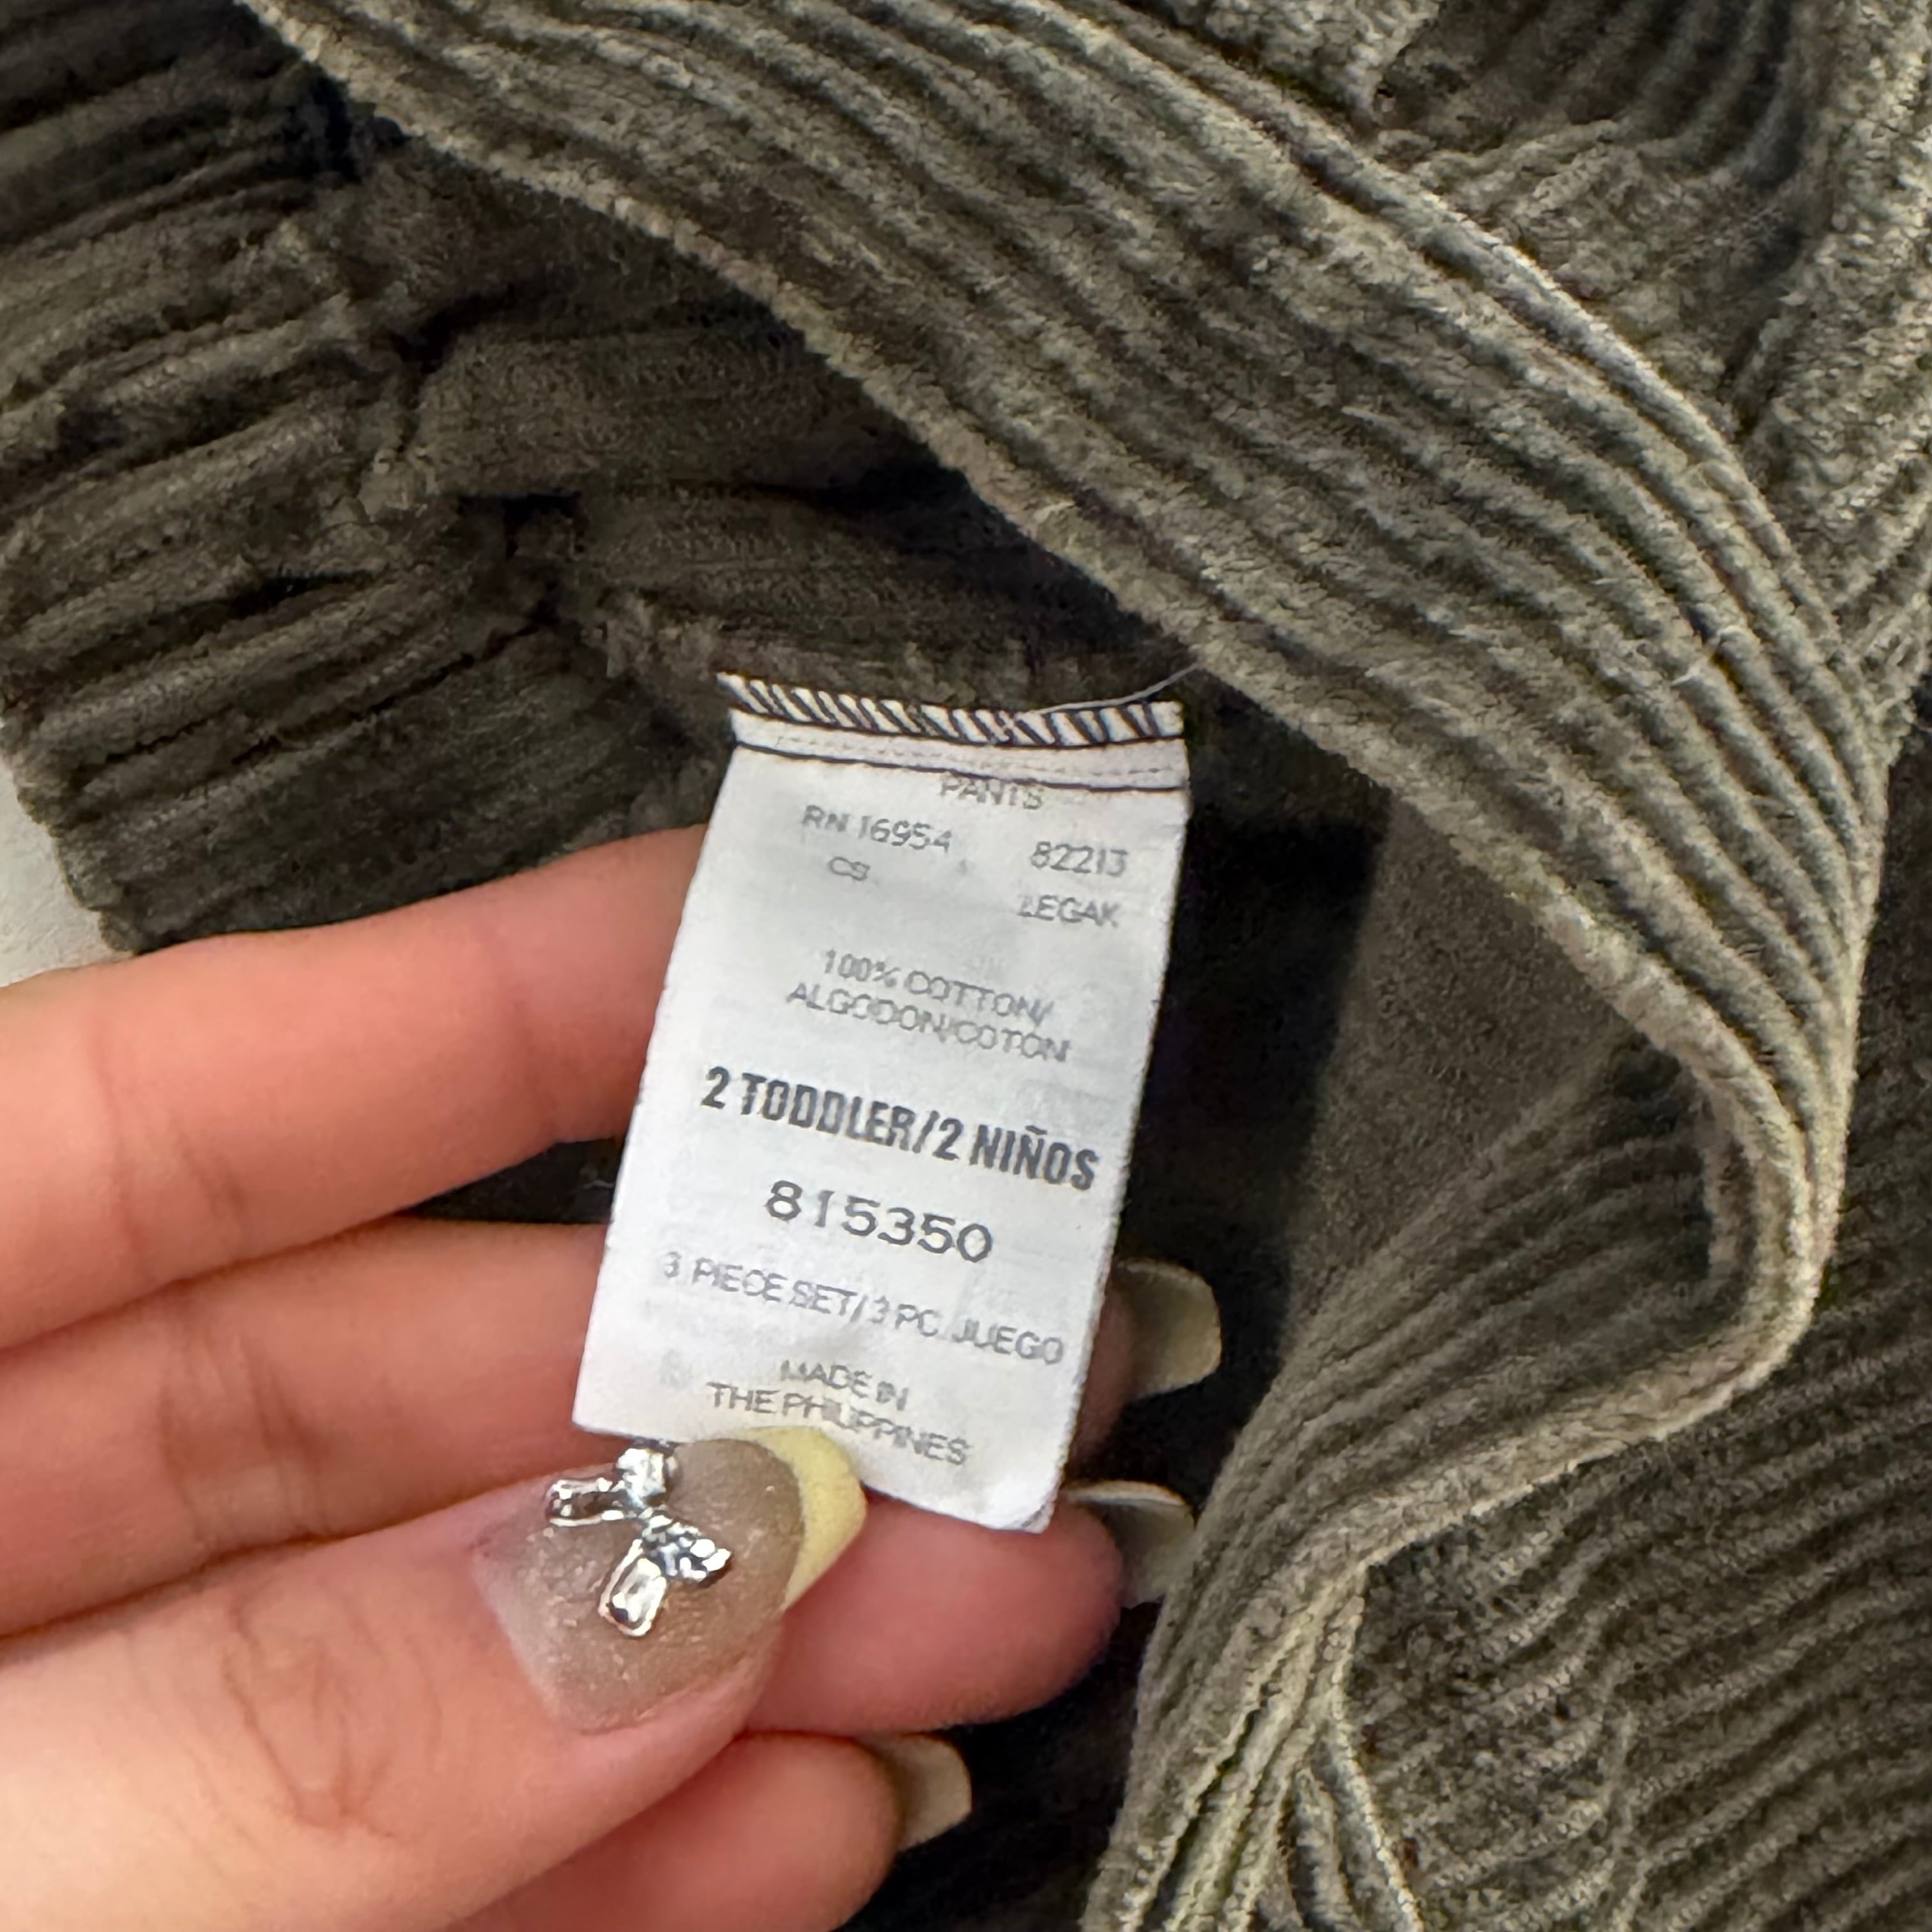 PANTS
RN 16954 82213
CS
100% COTTON/
ALGODON/COTON
2 TODDLER/2 NIÑOS
815350
3 PIECE SET/3 PC JUEGO
MADE IN
THE PHILIPPINES